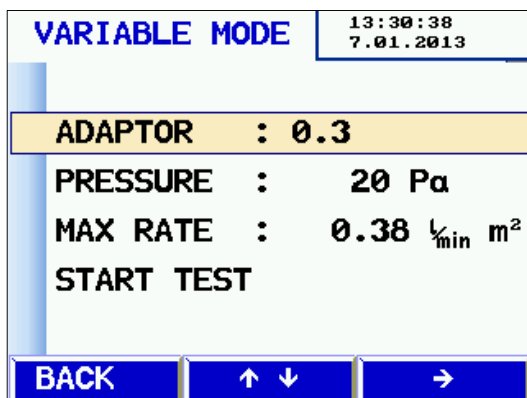 VARIABLE MODE
13:30:38
7.01.2013
ADAPTOR : 0.3
PRESSURE : 20 Pa
MAX RATE : 0.38 L/min m²
START TEST
BACK ↑ ↓ →